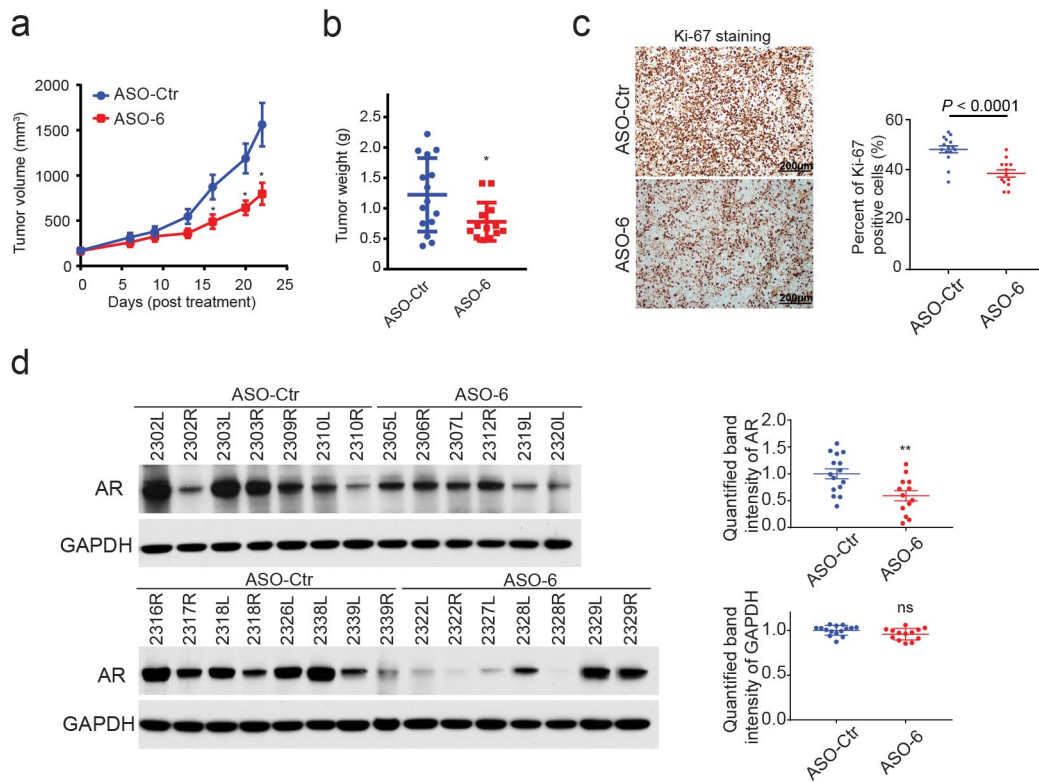 a
Tumor volume (mm³)
2000
1500
1000
500
0
ASO-Ctr
ASO-6
*
*
*
0 5 10 15 20 25
Days (post treatment)
b
Tumor weight (g)
2.5
2.0
1.5
1.0
0.5
0.0
*
ASO-Ctr
ASO-6
c
Ki-67 staining
ASO-Ctr
200μm
ASO-6
200μm
P < 0.0001
Percent of Ki-67
positive cells (%)
60
40
20
0
ASO-Ctr
ASO-6
d
ASO-Ctr ASO-6
2302L 2302R 2303L 2303R 2309R 2310L 2310R 2305L 2306R 2307L 2312R 2319L 2320L
AR
GAPDH
ASO-Ctr ASO-6
2316R 2317R 2318L 2318R 2326L 2338L 2339L 2339R 2322L 2322R 2327L 2328L 2328R 2329L 2329R
AR
GAPDH
Quantified band
intensity of AR
2.0
1.5
1.0
0.5
0.0
**
ASO-Ctr
ASO-6
Quantified band
intensity of GAPDH
1.0
0.5
0.0
ns
ASO-Ctr
ASO-6